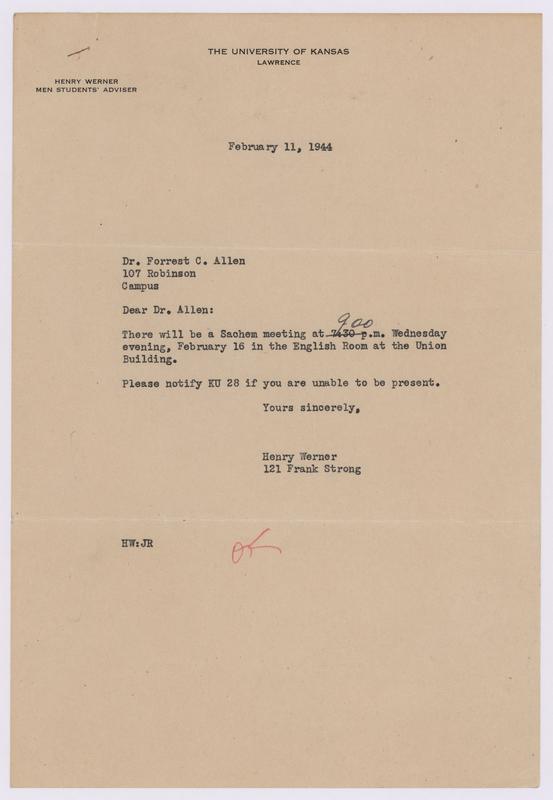 THE UNIVERSITY OF KANSAS
LAWRENCE
HENRY WERNER
MEN STUDENTS' ADVISER
February 11, 1944
Dr. Forrest C. Allen
107 Robinson
Campus
Dear Dr. Allen:
9 00
There will be a Sachem meeting at 7:30 p.m. Wednesday
evening, February 16 in the English Room at the Union
Building.
Please notify KU 28 if you are unable to be present.
Yours sincerely,
Henry Werner
121 Frank Strong
HW:JR
OK